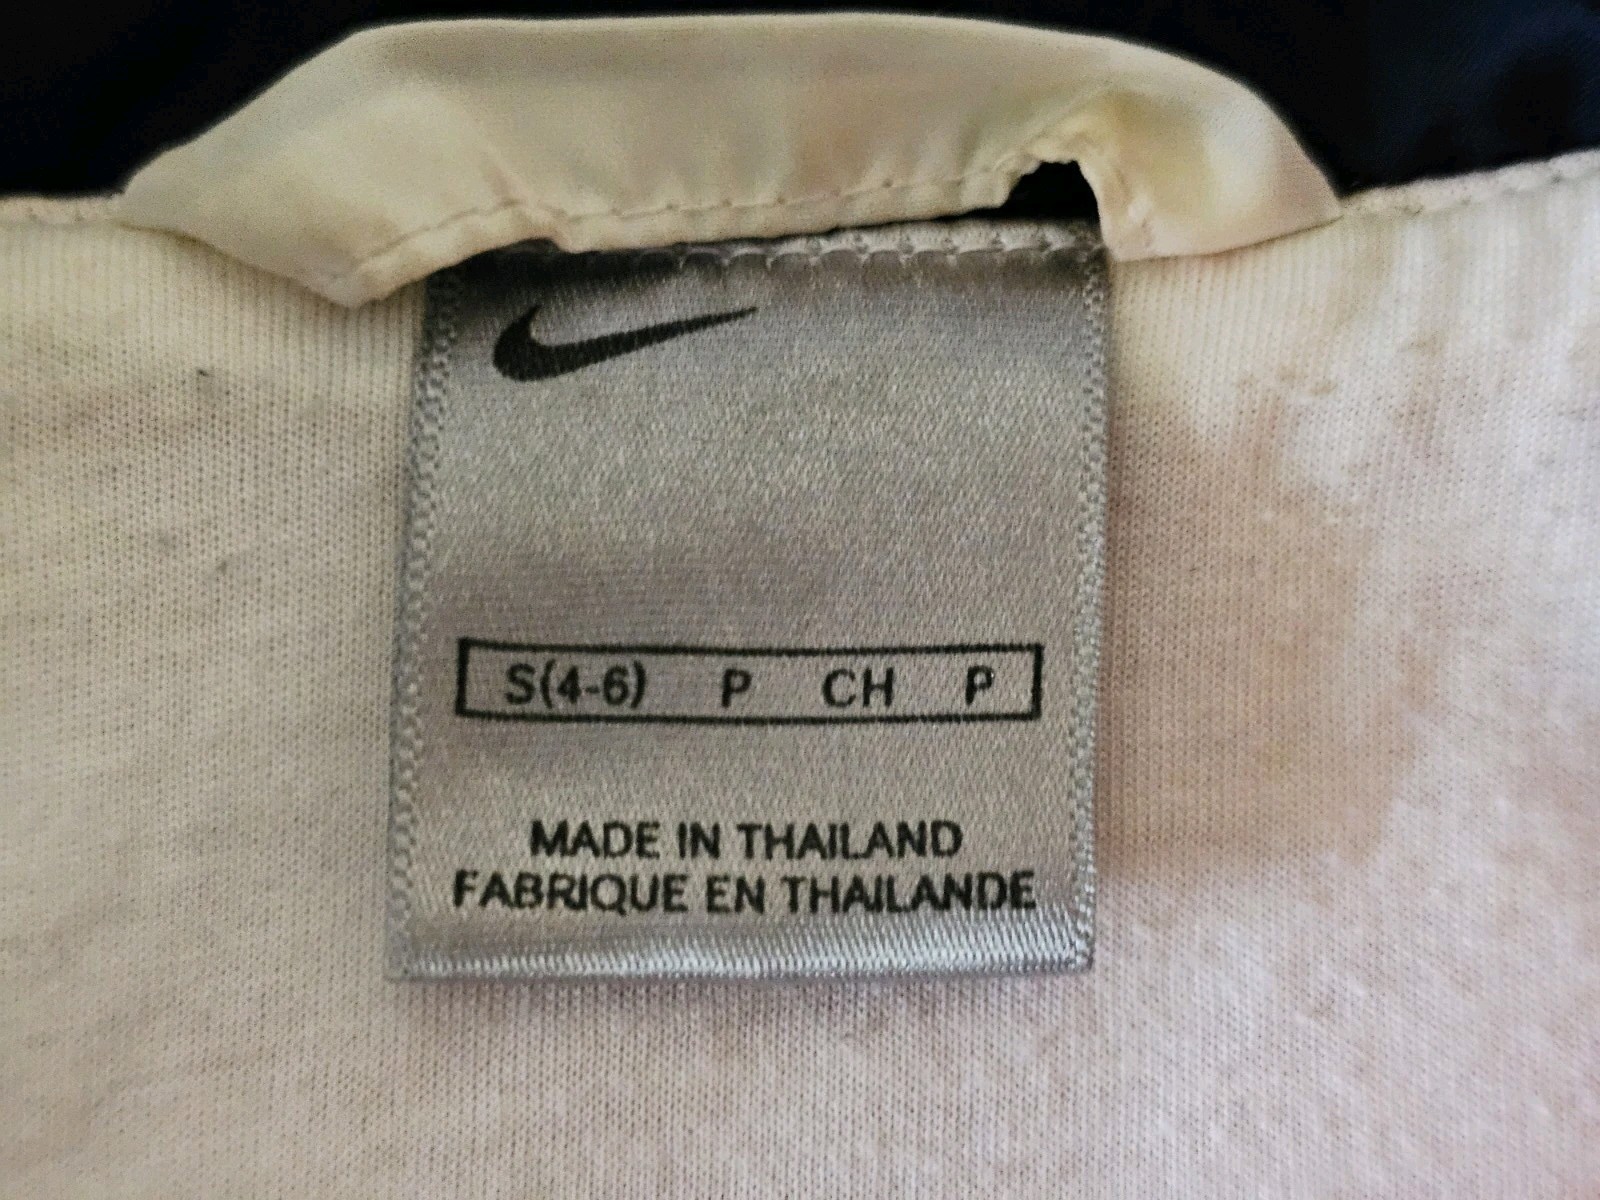 S(4-6) P CH P
MADE IN THAILAND
FABRIQUE EN THAILANDE